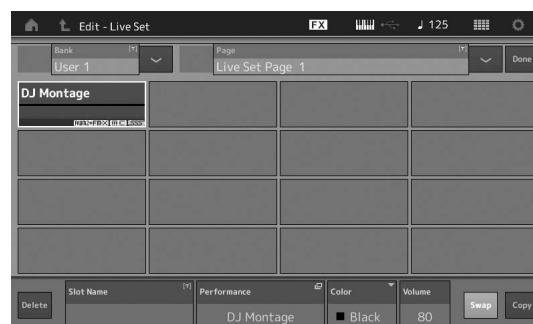 Edit - Live Set FX 125
Bank [T] Page [T]
User 1 Live Set Page 1 Done
DJ Montage
Slot Name [T] Performance Color Volume
Delete DJ Montage Black 80 Swap Copy